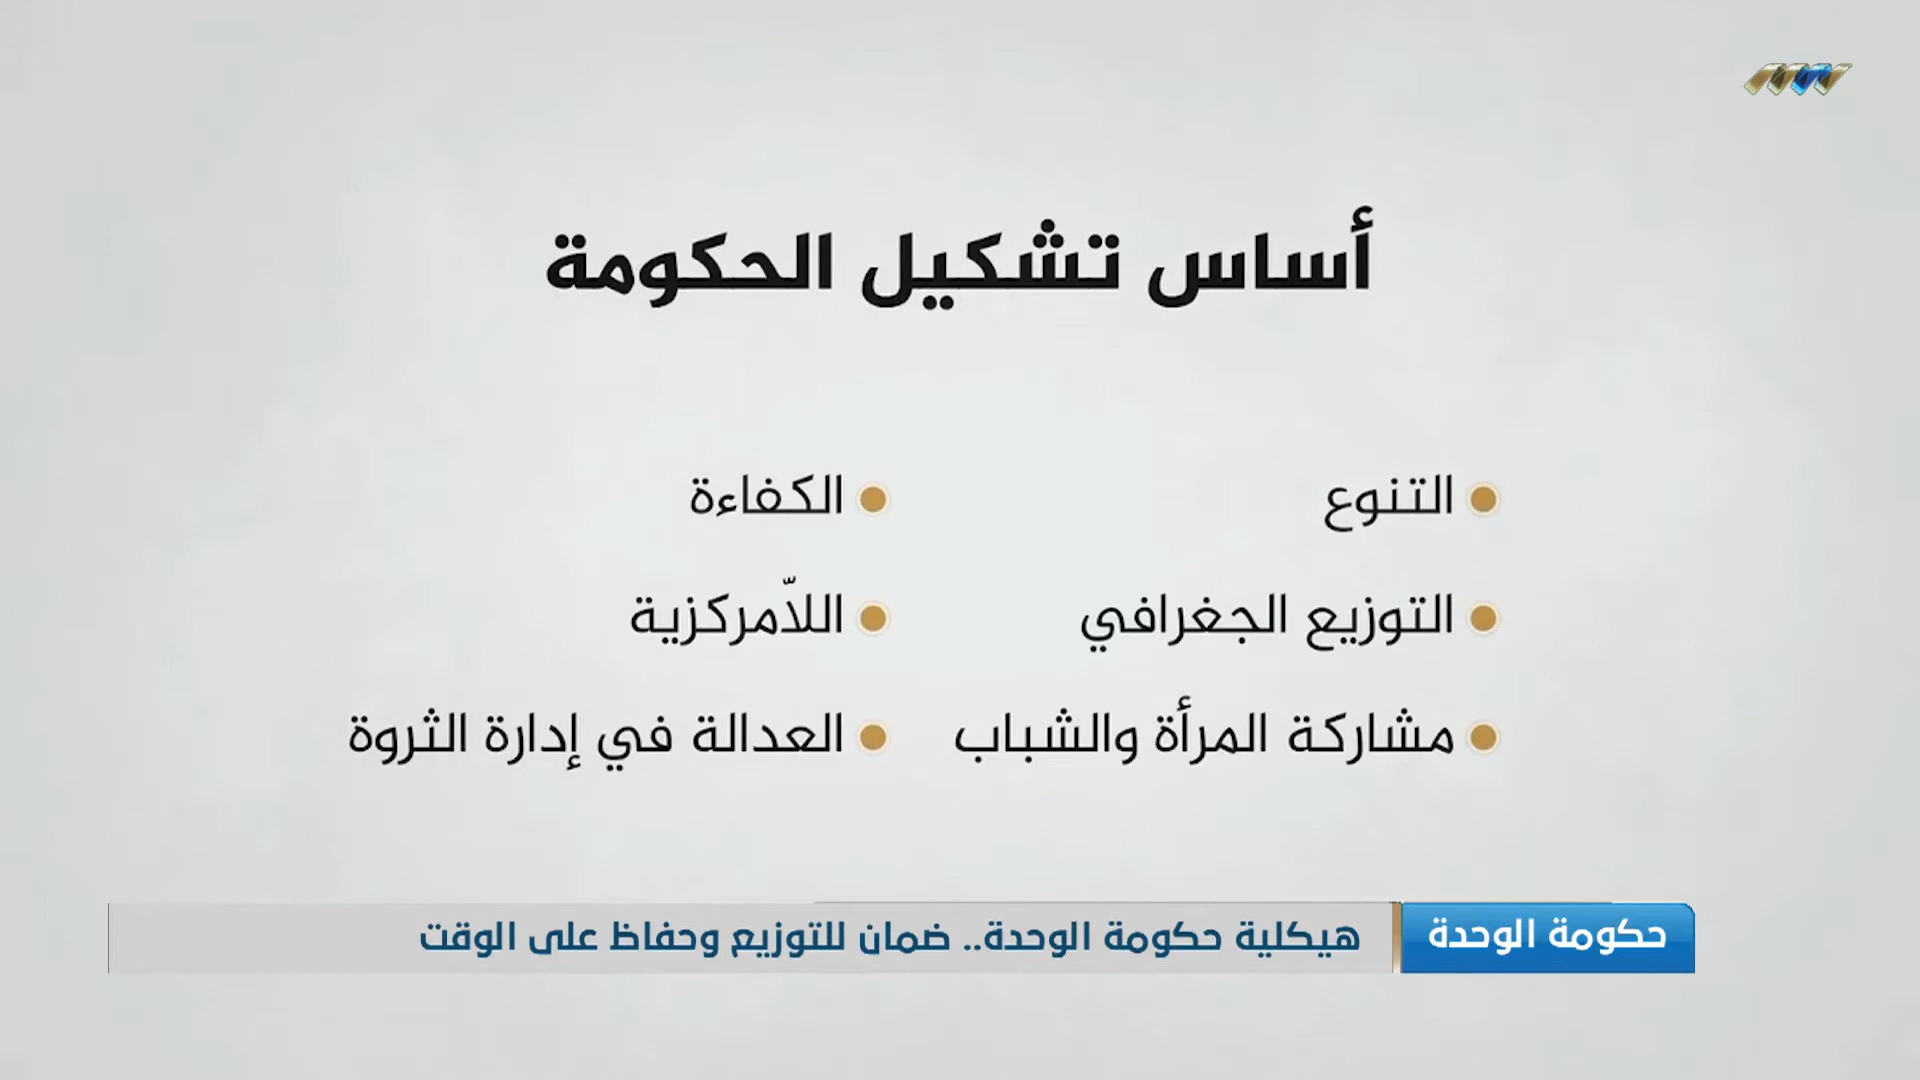 أساس تشكيل الحكومة
التنوع
التوزيع الجغرافي
مشاركة المرأة والشباب
الكفاءة
اللاّمركزية
العدالة في إدارة الثروة
حكومة الوحدة
هيكلية حكومة الوحدة.. ضمان للتوزيع وحفاظ على الوقت